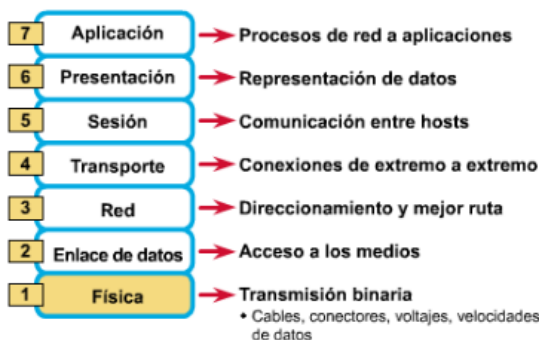 7 Aplicación Procesos de red a aplicaciones
6 Presentación Representación de datos
5 Sesión Comunicación entre hosts
4 Transporte Conexiones de extremo a extremo
3 Red Direccionamiento y mejor ruta
2 Enlace de datos Acceso a los medios
1 Física Transmisión binaria
• Cables, conectores, voltajes, velocidades
de datos